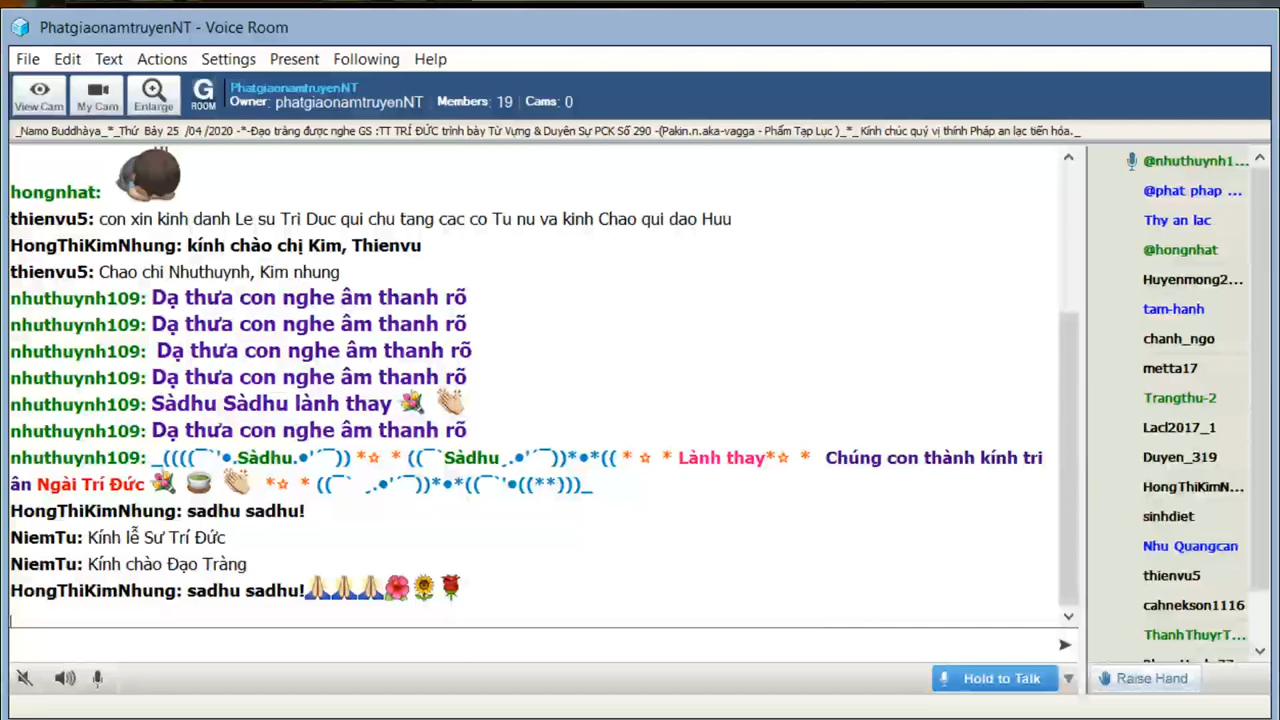 PhatgiaonamtruyenNT - Voice Room
File Edit Text Actions Settings Present Following Help
View Cam My Cam Enlarge G ROOM
PhatgiaonamtruyenNT
Owner: phatgiaonamtruyenNT Members: 19 Cams: 0
_Namo Buddhàya_*_Thứ Bảy 25 /04 /2020 -*-Đạo tràng được nghe GS :TT TRÍ ĐỨC trình bày Từ Vựng & Duyên Sự PCK Số 290 -(Pakin.n.aka-vagga - Phẩm Tạp Lục )_*_ Kính chúc quý vị thính Pháp an lạc tiến hóa._
hongnhat:
thienvu5: con xin kinh danh Le su Tri Duc qui chu tang cac co Tu nu va kinh Chao qui dao Huu
HongThiKimNhung: kính chào chị Kim, Thienvu
thienvu5: Chao chi Nhuthuynh, Kim nhung
nhuthuynh109: Dạ thưa con nghe âm thanh rõ
nhuthuynh109: Dạ thưa con nghe âm thanh rõ
nhuthuynh109: Dạ thưa con nghe âm thanh rõ
nhuthuynh109: Dạ thưa con nghe âm thanh rõ
nhuthuynh109: Sàdhu Sàdhu lành thay 💐 👏
nhuthuynh109: Dạ thưa con nghe âm thanh rõ
nhuthuynh109: _((((¯`'•.Sàdhu.•'´¯)) *☆ * ((¯`Sàdhu¸.•'´¯))*•*(( * ☆ * Lành thay*☆ * Chúng con thành kính tri
ân Ngài Trí Đức 💐 🍵 👏 *☆ * ((¯` ¸.•'´¯))*•*((¯`'•((**)))_
HongThiKimNhung: sadhu sadhu!
NiemTu: Kính lễ Sư Trí Đức
NiemTu: Kính chào Đạo Tràng
HongThiKimNhung: sadhu sadhu!🙏🙏🙏🌺🌻🌹
@nhuthuynh1...
@phat phap ...
Thy an lac
@hongnhat
Huyenmong2...
tam-hanh
chanh_ngo
metta17
Trangthu-2
Lacl2017_1
Duyen_319
HongThiKimN...
sinhdiet
Nhu Quangcan
thienvu5
cahnekson1116
ThanhThuyrT...
Hold to Talk
Raise Hand